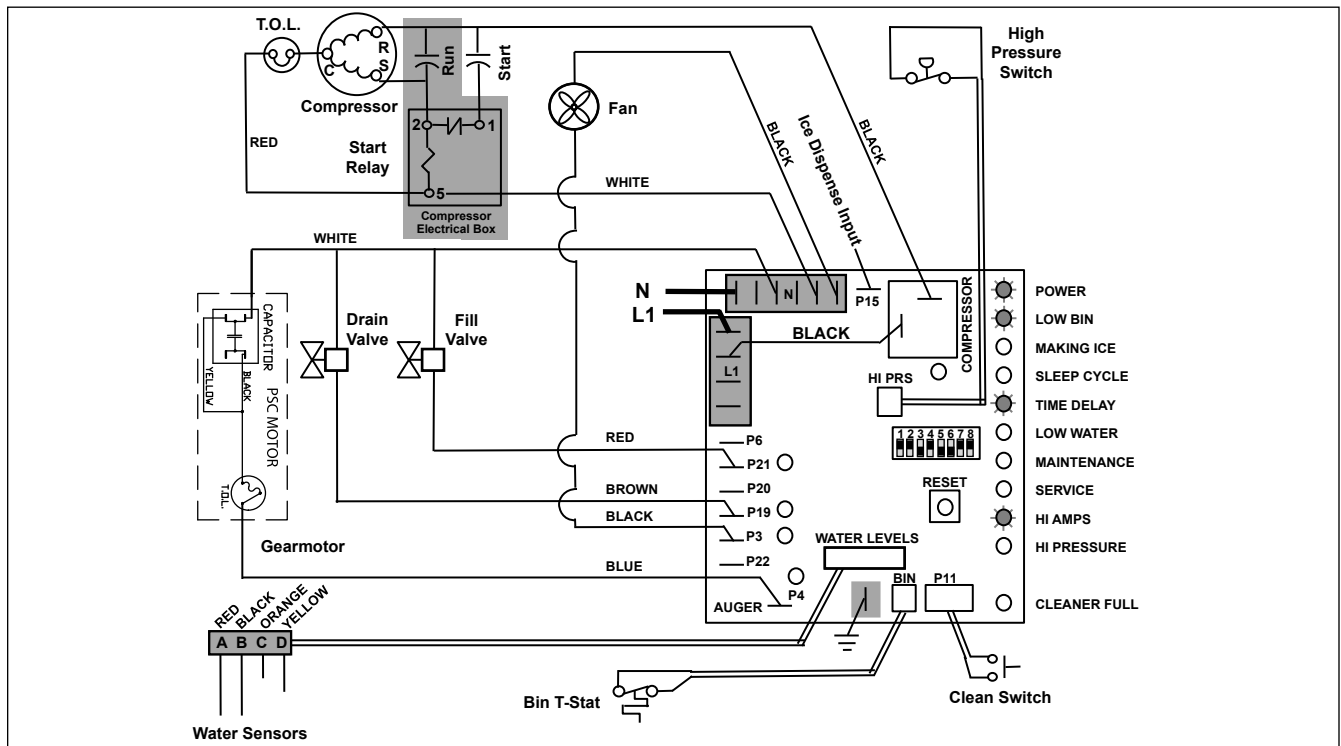 T.O.L.
R
S
C
Compressor
Run
Start
2
1
5
Start
Relay
Compressor
Electrical Box
RED
WHITE
Fan
BLACK
Ice Dispense Input
BLACK
High
Pressure
Switch
WHITE
CAPACITOR
YELLOW
BLACK
PSC MOTOR
T.O.L.
Gearmotor
Drain
Valve
Fill
Valve
N
L1
N
P15
BLACK
COMPRESSOR
L1
HI PRS
1 2 3 4 5 6 7 8
RESET
RED
BROWN
BLACK
BLUE
P6
P21
P20
P19
P3
P22
P4
AUGER
WATER LEVELS
BIN
P11
POWER
LOW BIN
MAKING ICE
SLEEP CYCLE
TIME DELAY
LOW WATER
MAINTENANCE
SERVICE
HI AMPS
HI PRESSURE
CLEANER FULL
RED
BLACK
ORANGE
YELLOW
A B C D
Water Sensors
Bin T-Stat
Clean Switch